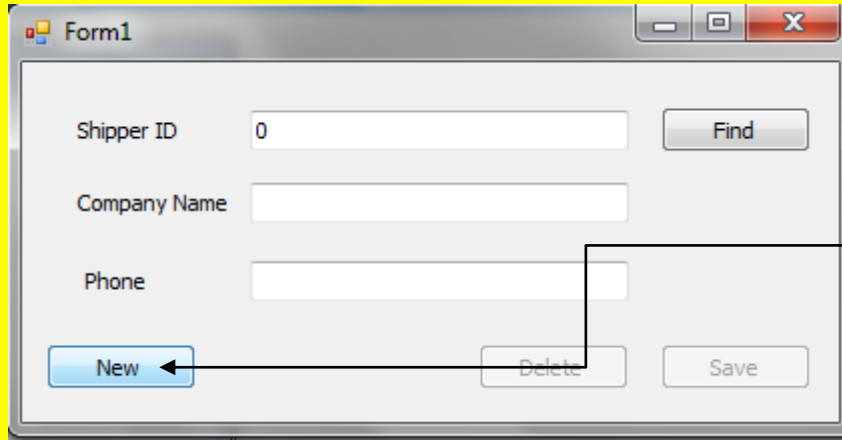 Form1
Shipper ID 0 Find
Company Name
Phone
New Delete Save